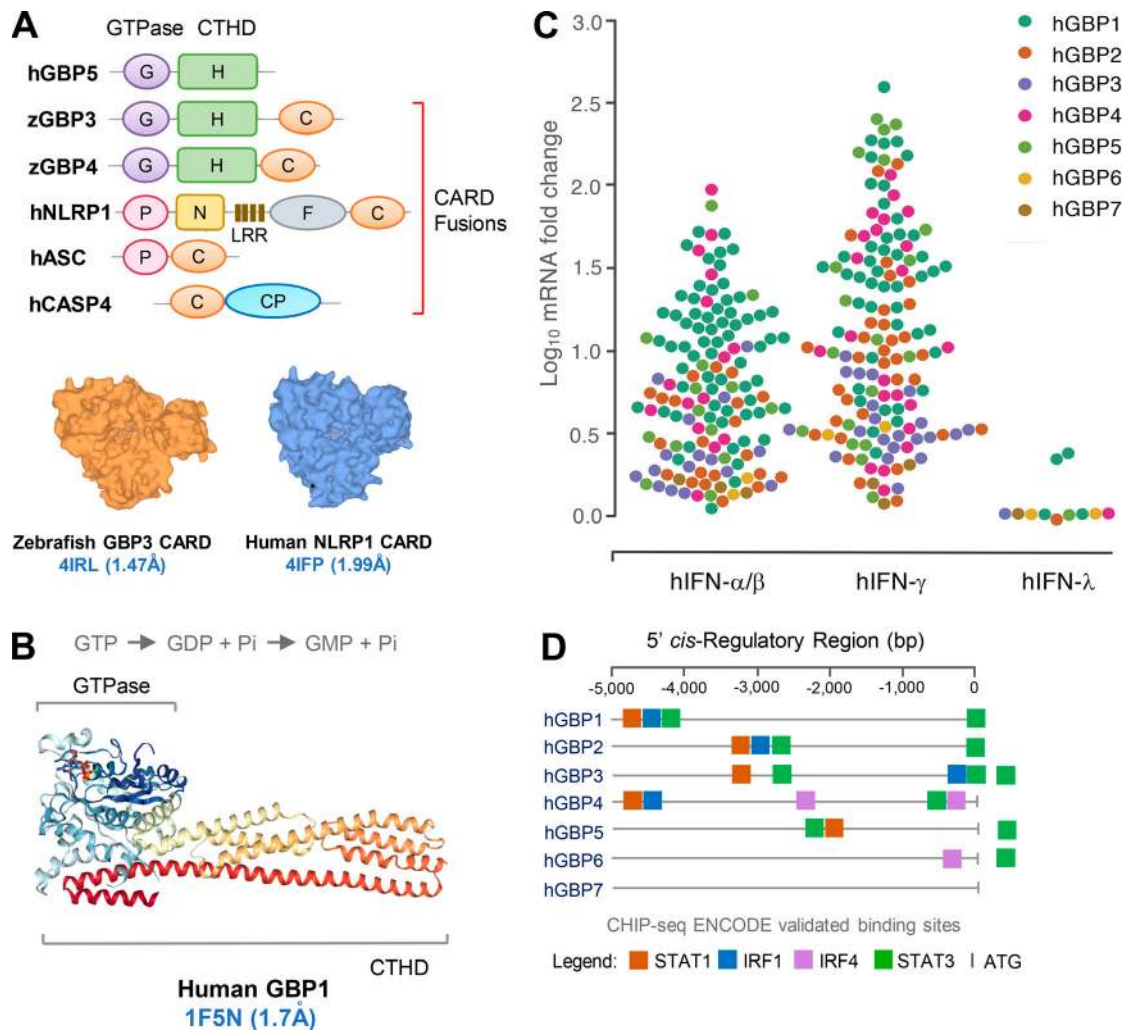 A
GTPase CTHD
hGBP5 G H
zGBP3 G H C
zGBP4 G H C
hNLRP1 P N F C
LRR
hASC P C
hCASP4 C CP
CARD
Fusions
Zebrafish GBP3 CARD
4IRL (1.47Å)
Human NLRP1 CARD
4IFP (1.99Å)
B
GTP → GDP + Pi → GMP + Pi
GTPase
CTHD
Human GBP1
1F5N (1.7Å)
C
Log10 mRNA fold change
3.0
2.5
2.0
1.5
1.0
0.5
0.0
hGBP1
hGBP2
hGBP3
hGBP4
hGBP5
hGBP6
hGBP7
hIFN-α/β hIFN-γ hIFN-λ
D
5' cis-Regulatory Region (bp)
-5,000 -4,000 -3,000 -2,000 -1,000 0
hGBP1
hGBP2
hGBP3
hGBP4
hGBP5
hGBP6
hGBP7
CHIP-seq ENCODE validated binding sites
Legend: STAT1 IRF1 IRF4 STAT3 | ATG